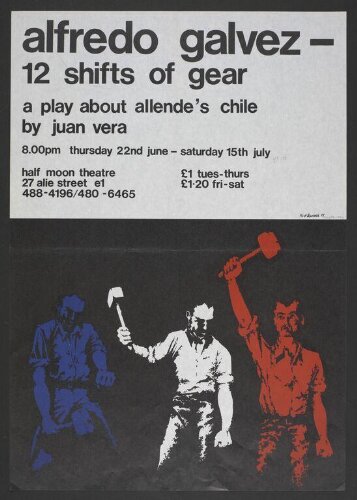 alfredo galvez –
12 shifts of gear
a play about allende's chile
by juan vera
8.00pm thursday 22nd june – saturday 15th july
half moon theatre £1 tues-thurs
27 alie street e1 £1·20 fri-sat
488-4196/480-6465